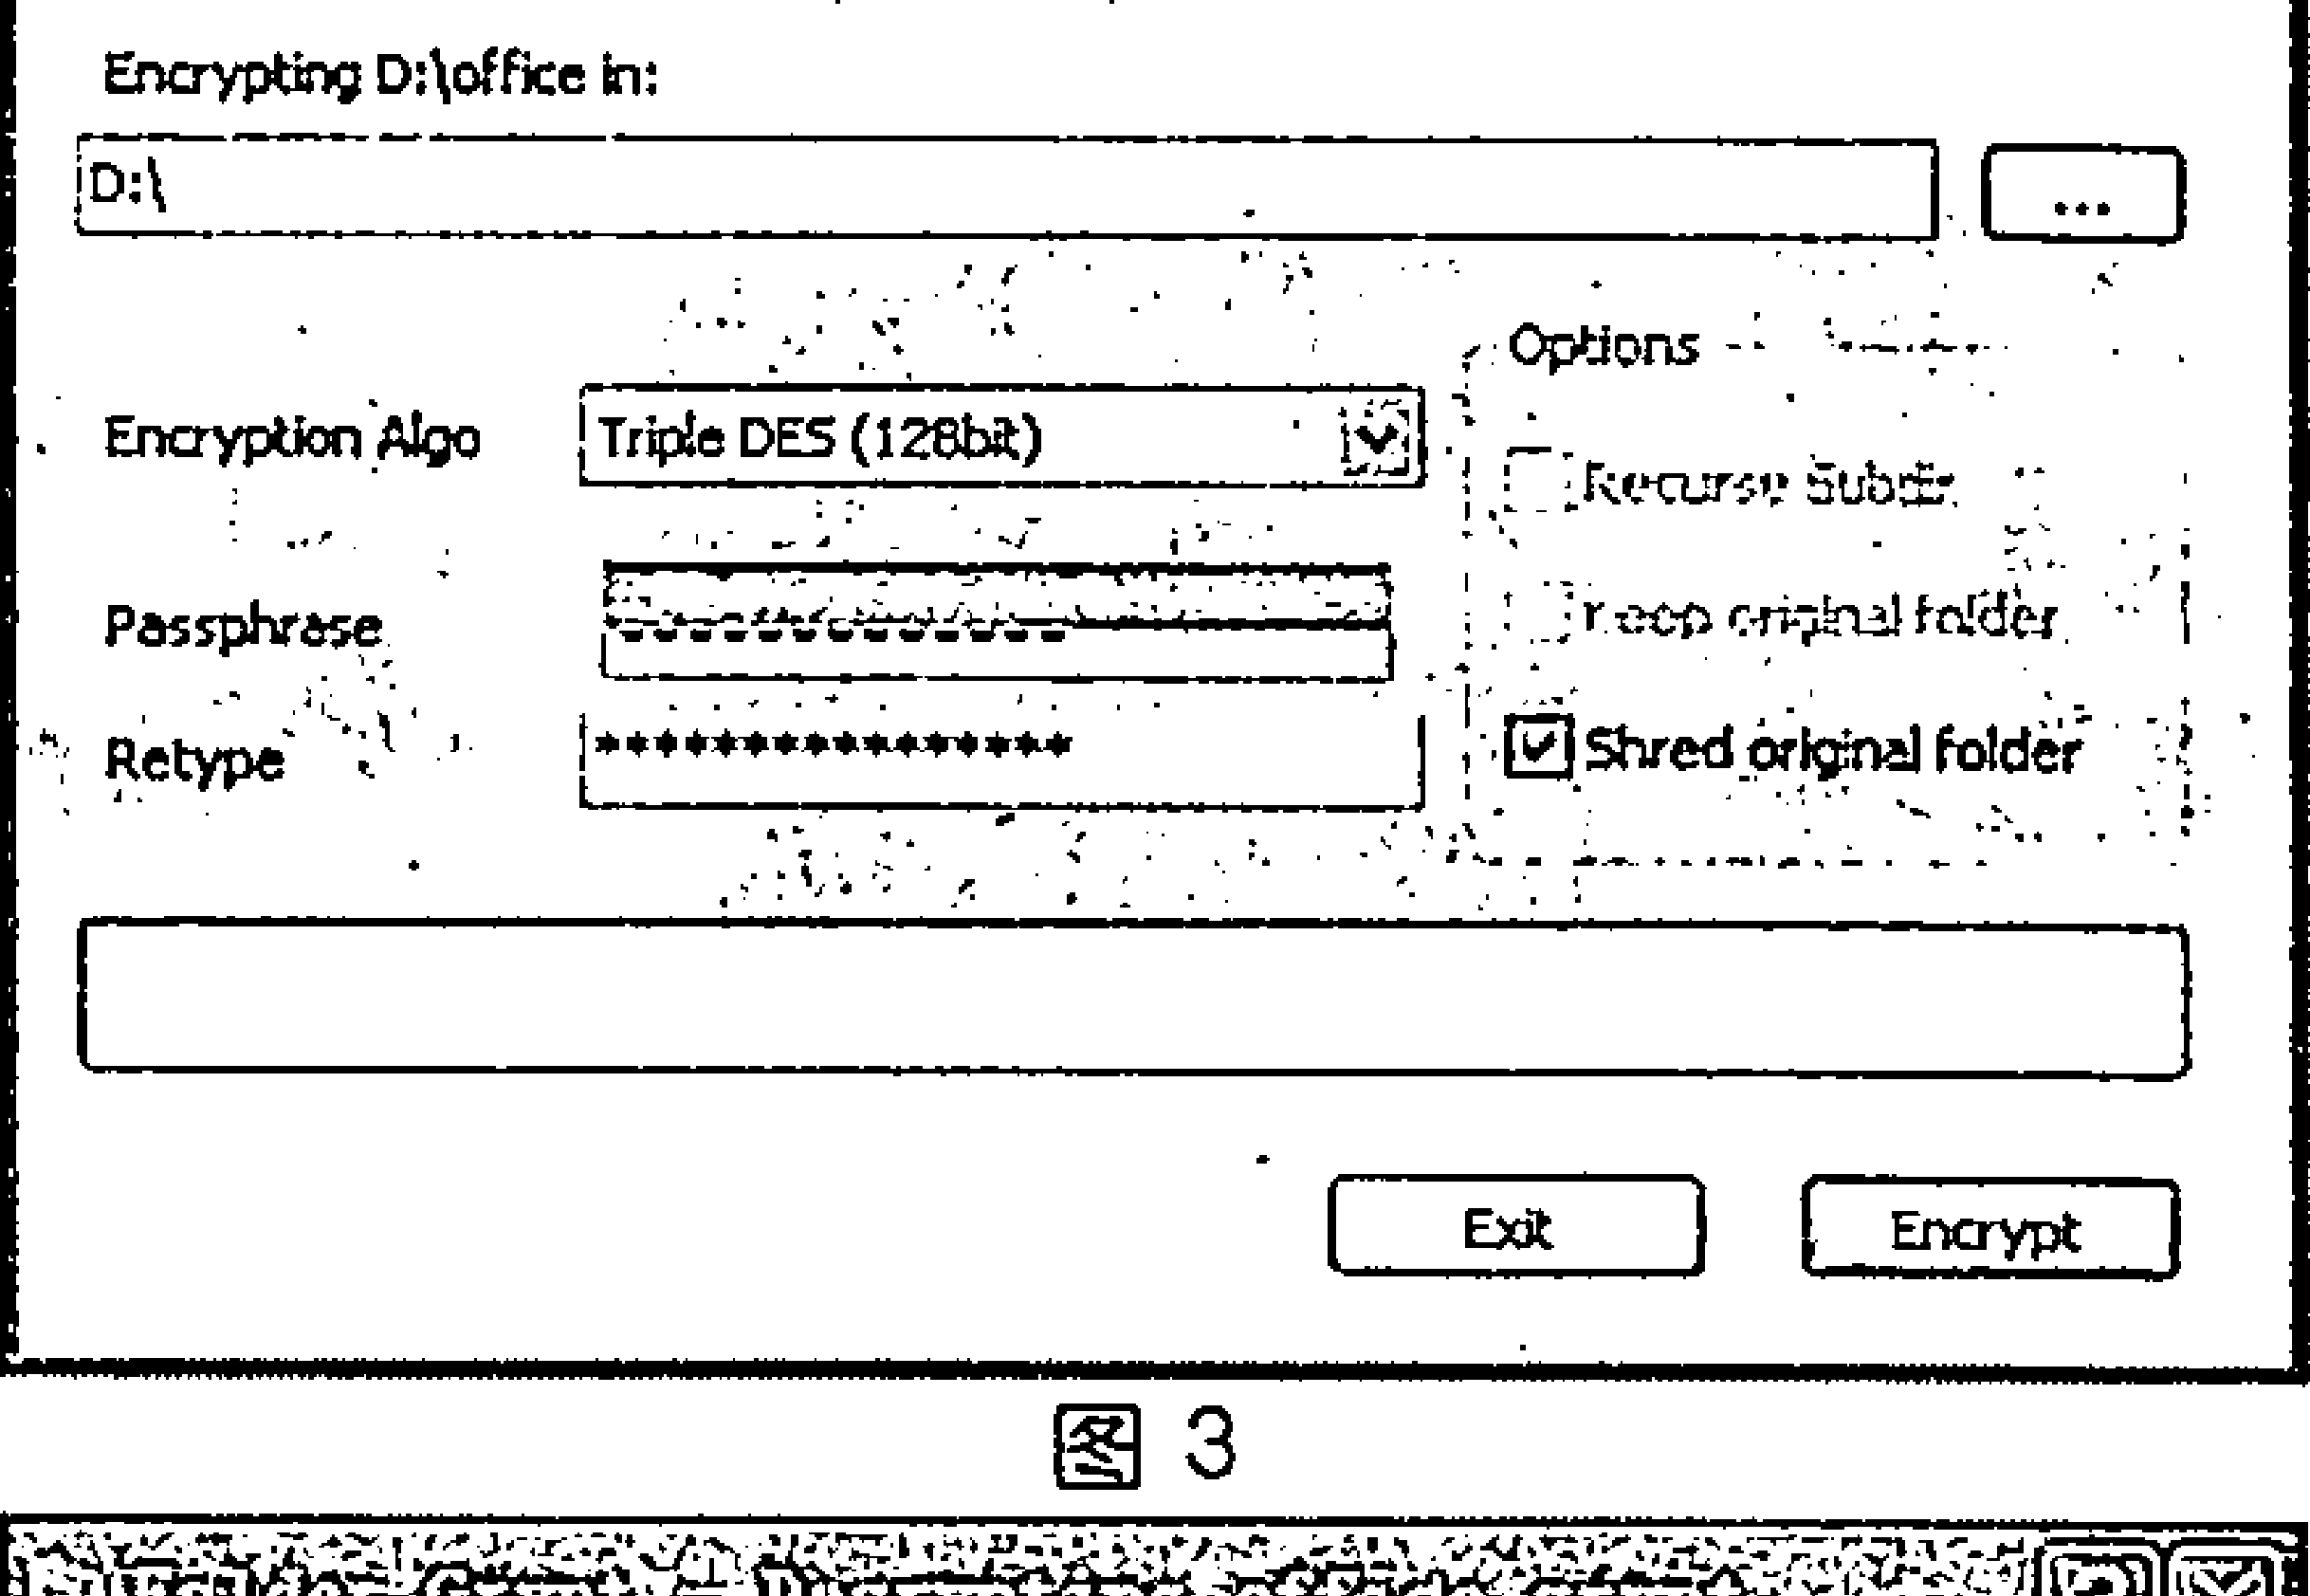 Encrypting D:\office in:
D:\
...
Options
Encryption Algo
Triple DES (128bit)
Recurse Subdir
Passphrase
Keep original folder
Retype
****************
Shred original folder
Exit
Encrypt
图 3